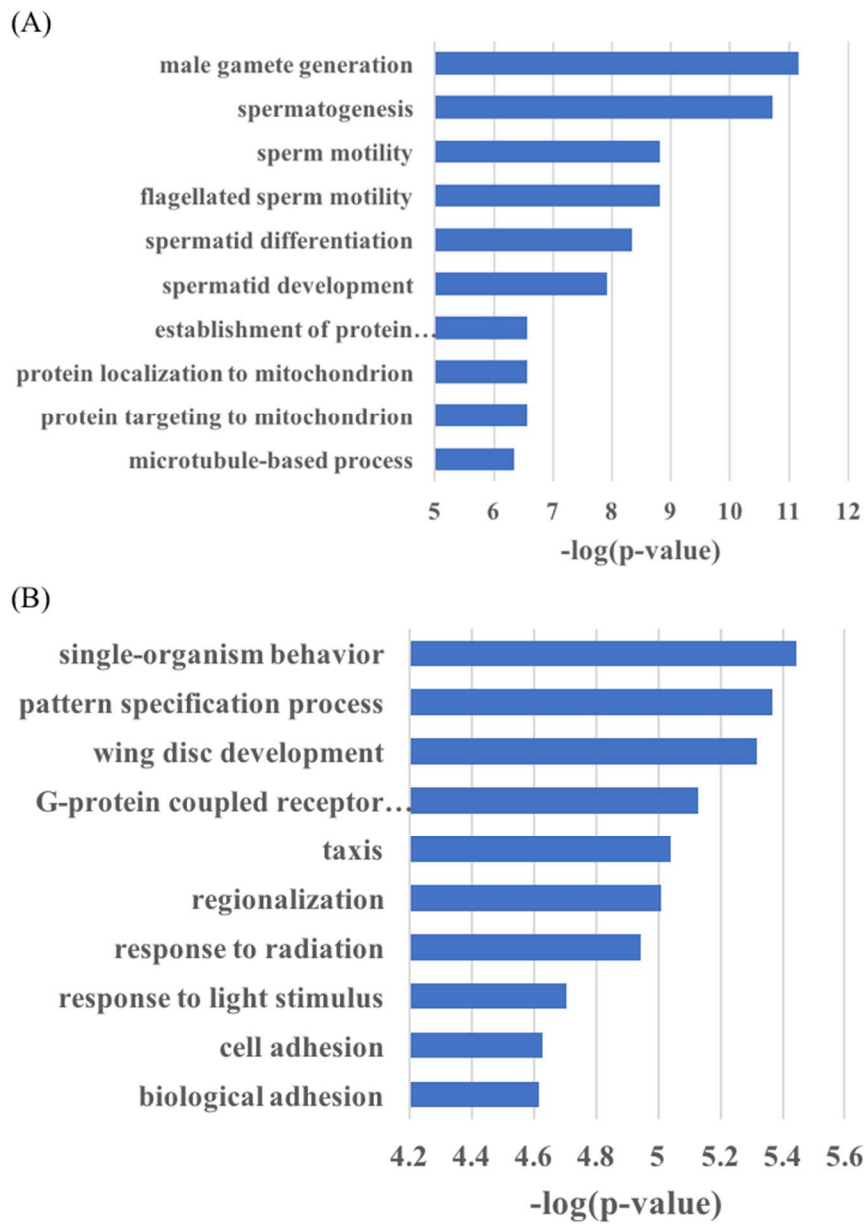 (A)
male gamete generation
spermatogenesis
sperm motility
flagellated sperm motility
spermatid differentiation
spermatid development
establishment of protein…
protein localization to mitochondrion
protein targeting to mitochondrion
microtubule-based process
5 6 7 8 9 10 11 12
-log(p-value)
(B)
single-organism behavior
pattern specification process
wing disc development
G-protein coupled receptor…
taxis
regionalization
response to radiation
response to light stimulus
cell adhesion
biological adhesion
4.2 4.4 4.6 4.8 5 5.2 5.4 5.6
-log(p-value)